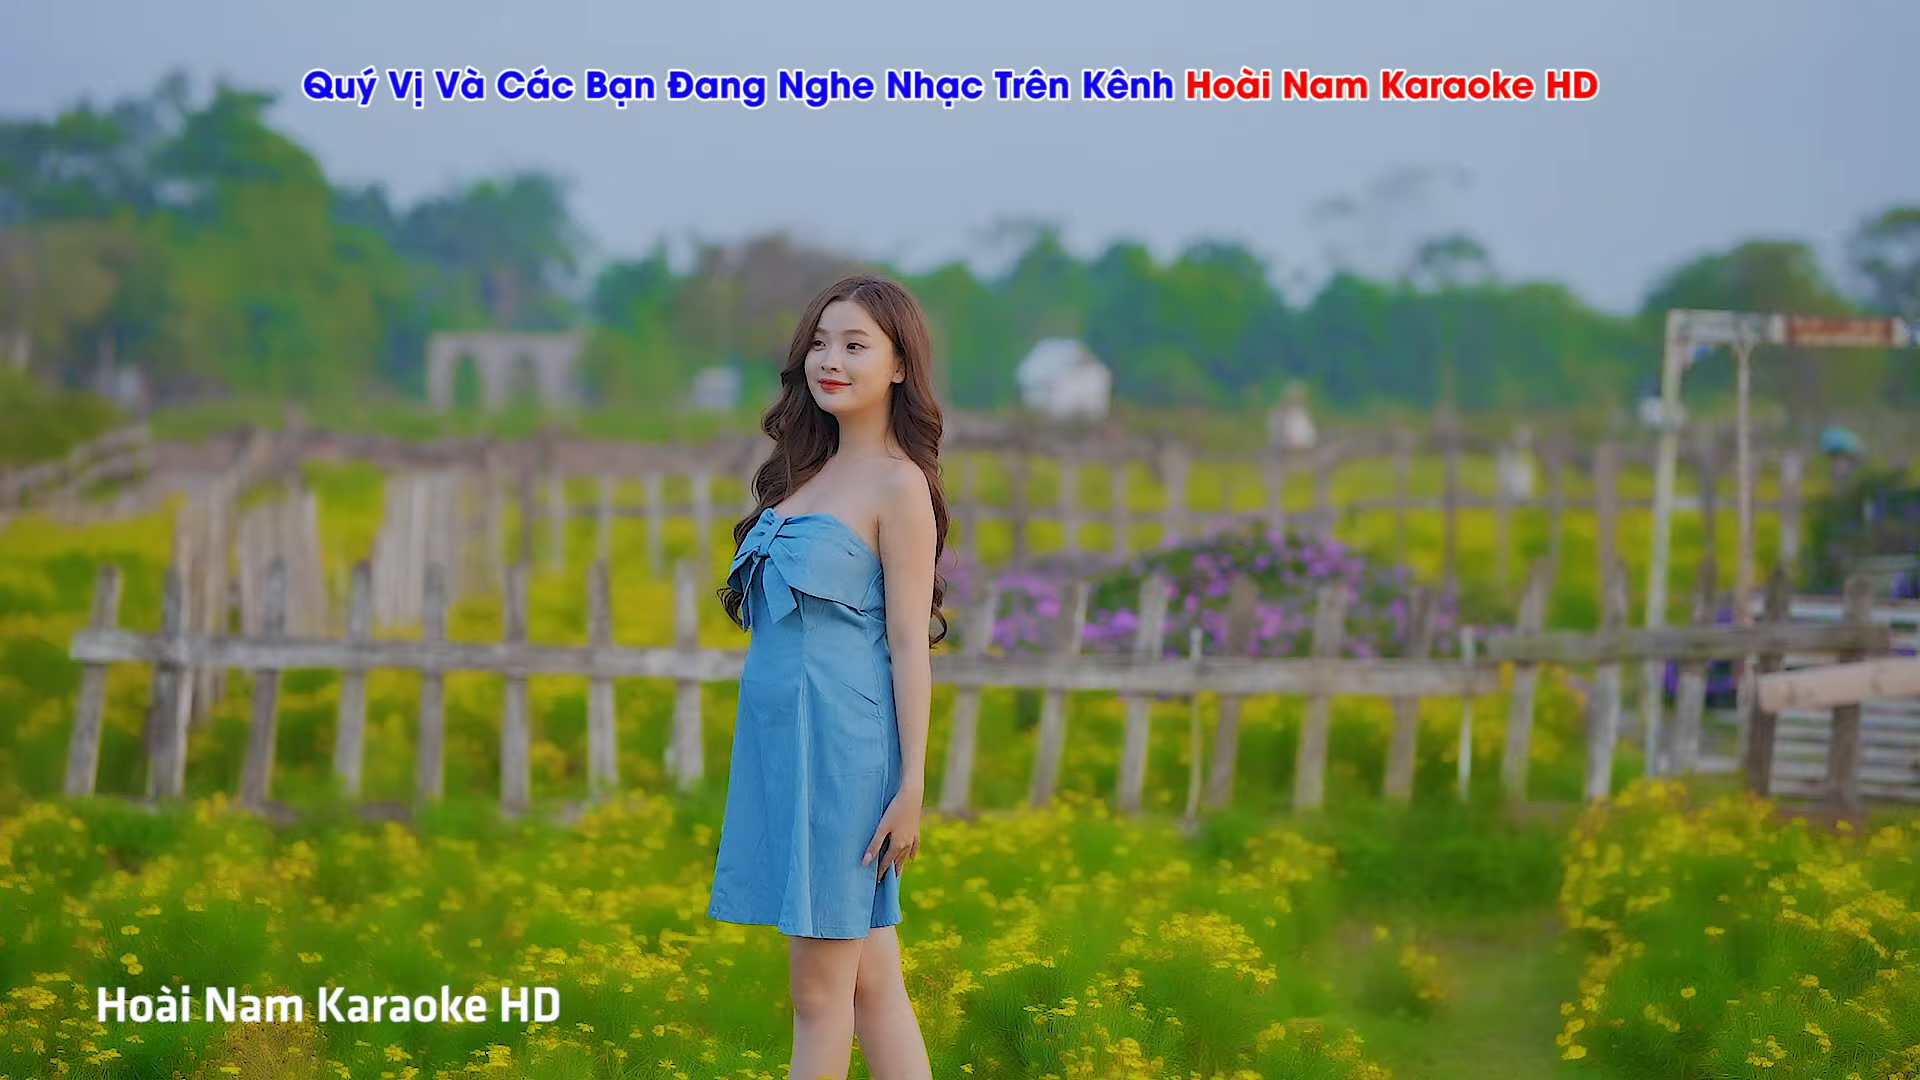 Quý Vị Và Các Bạn Đang Nghe Nhạc Trên Kênh Hoài Nam Karaoke HD
Hoài Nam Karaoke HD